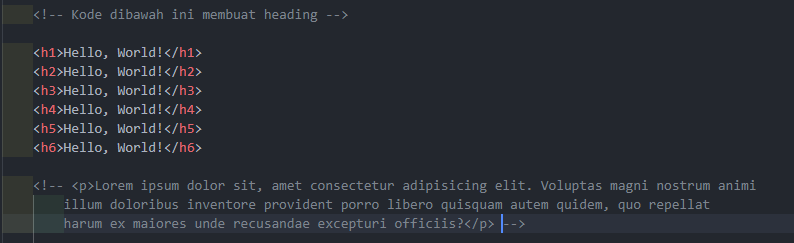 <!-- Kode dibawah ini membuat heading -->
<h1>Hello, World!</h1>
<h2>Hello, World!</h2>
<h3>Hello, World!</h3>
<h4>Hello, World!</h4>
<h5>Hello, World!</h5>
<h6>Hello, World!</h6>
<!-- <p>Lorem ipsum dolor sit, amet consectetur adipisicing elit. Voluptas magni nostrum animi
illum doloribus inventore provident porro libero quisquam autem quidem, quo repellat
harum ex maiores unde recusandae excepturi officiis?</p> -->